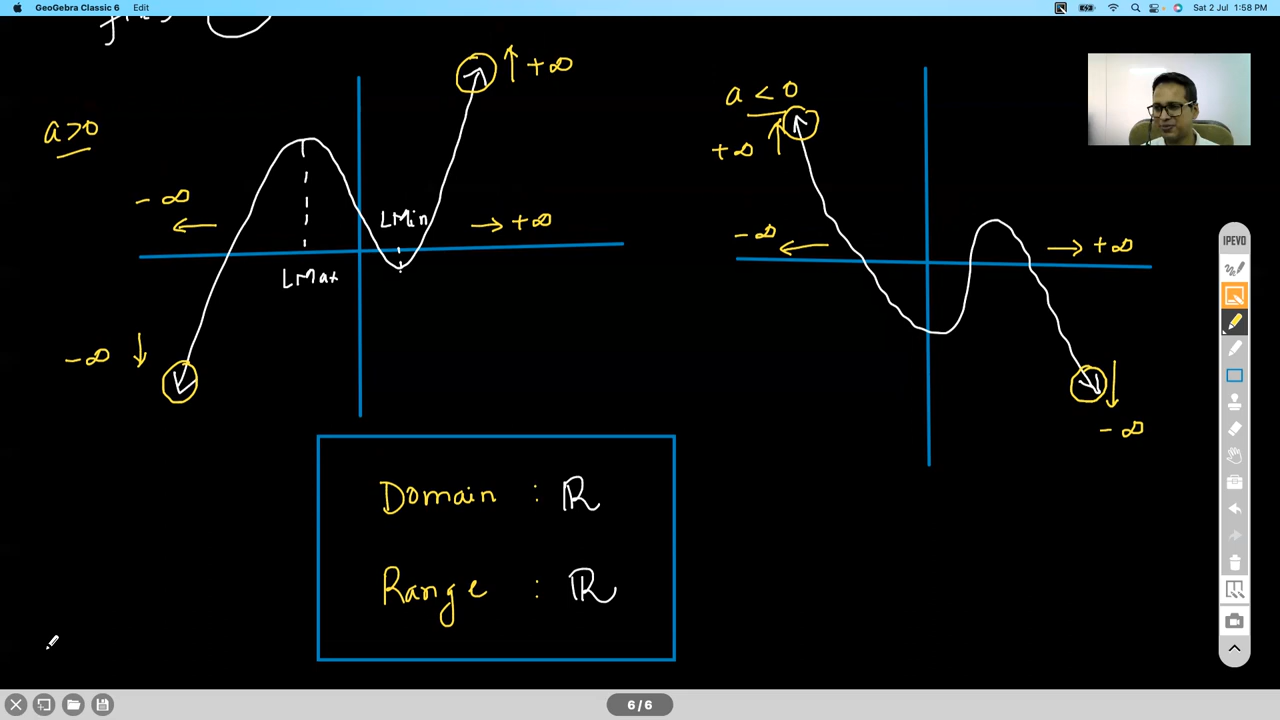 GeoGebra Classic 6 Edit
Sat 2 Jul 1:58 PM
a>0
↑ +∞
- ∞
←
LMin
→ +∞
LMax
- ∞ ↓
a < 0
+∞ ↑
- ∞
←
→ +∞
↓
- ∞
Domain : ℝ
Range : ℝ
IPEVO
6 / 6